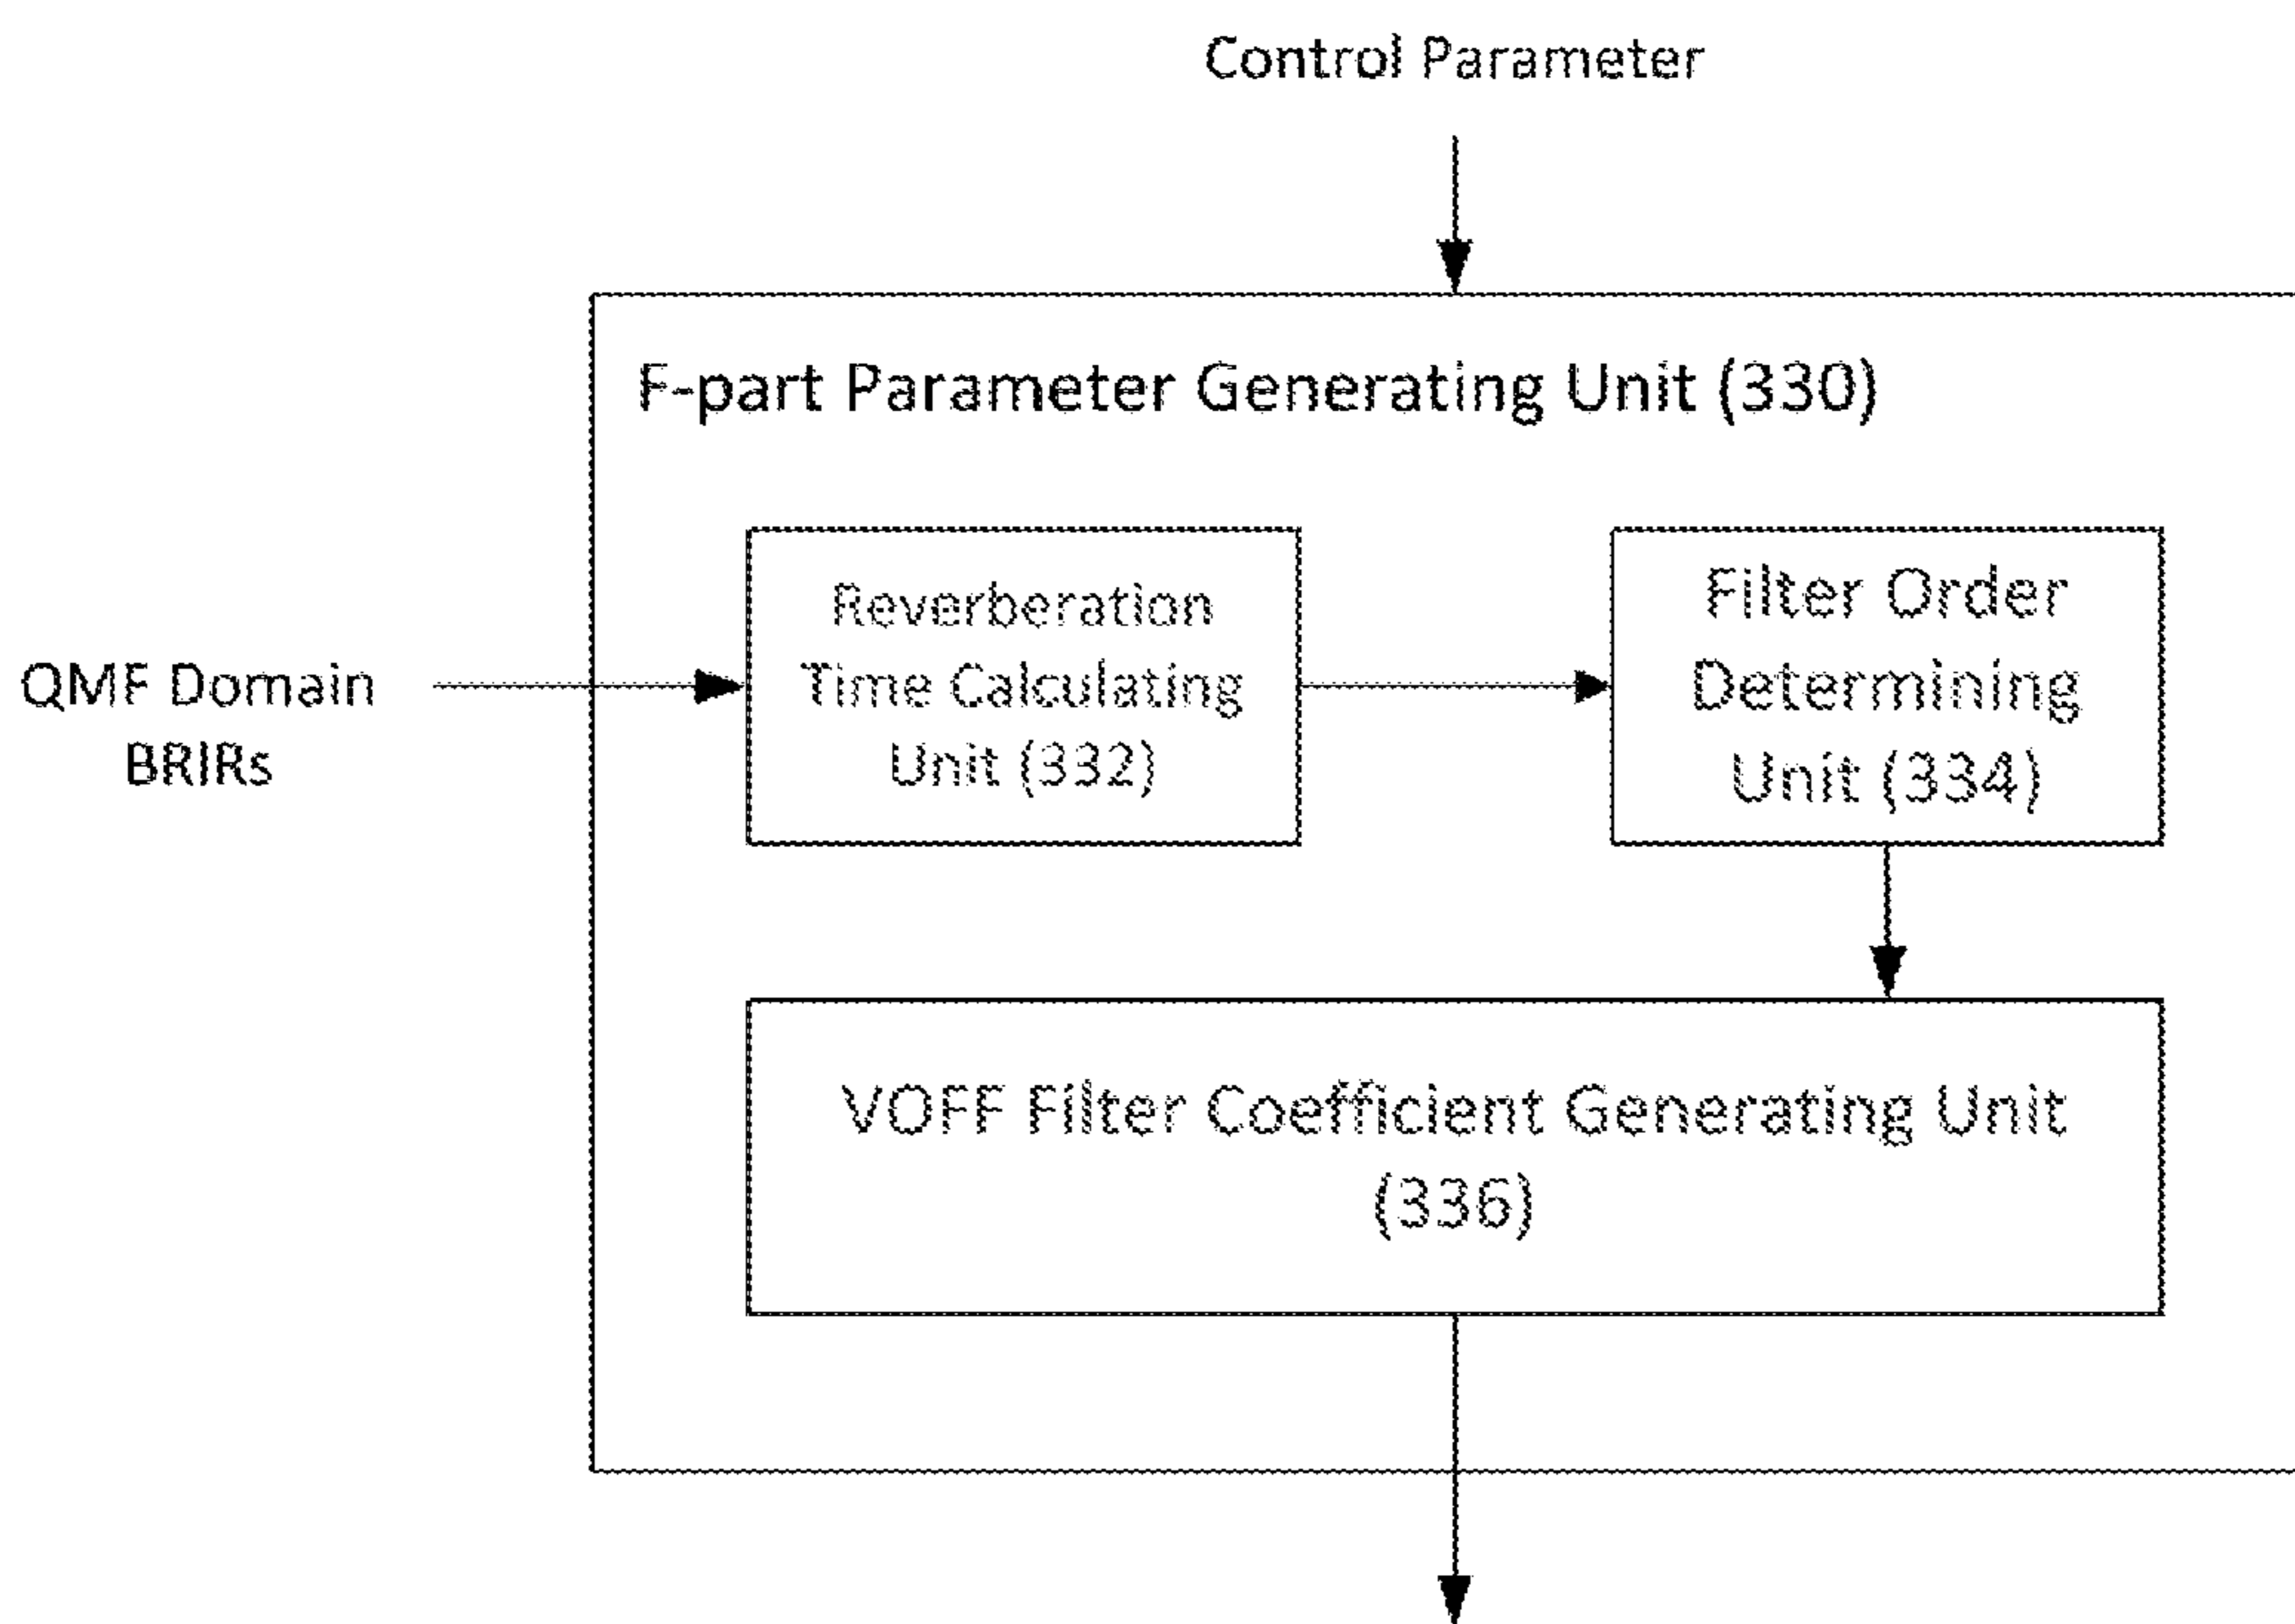 Control Parameter
F-part Parameter Generating Unit (330)
QMF Domain
BRIRs
Reverberation
Time Calculating
Unit (332)
Filter Order
Determining
Unit (334)
VOFF Filter Coefficient Generating Unit
(336)